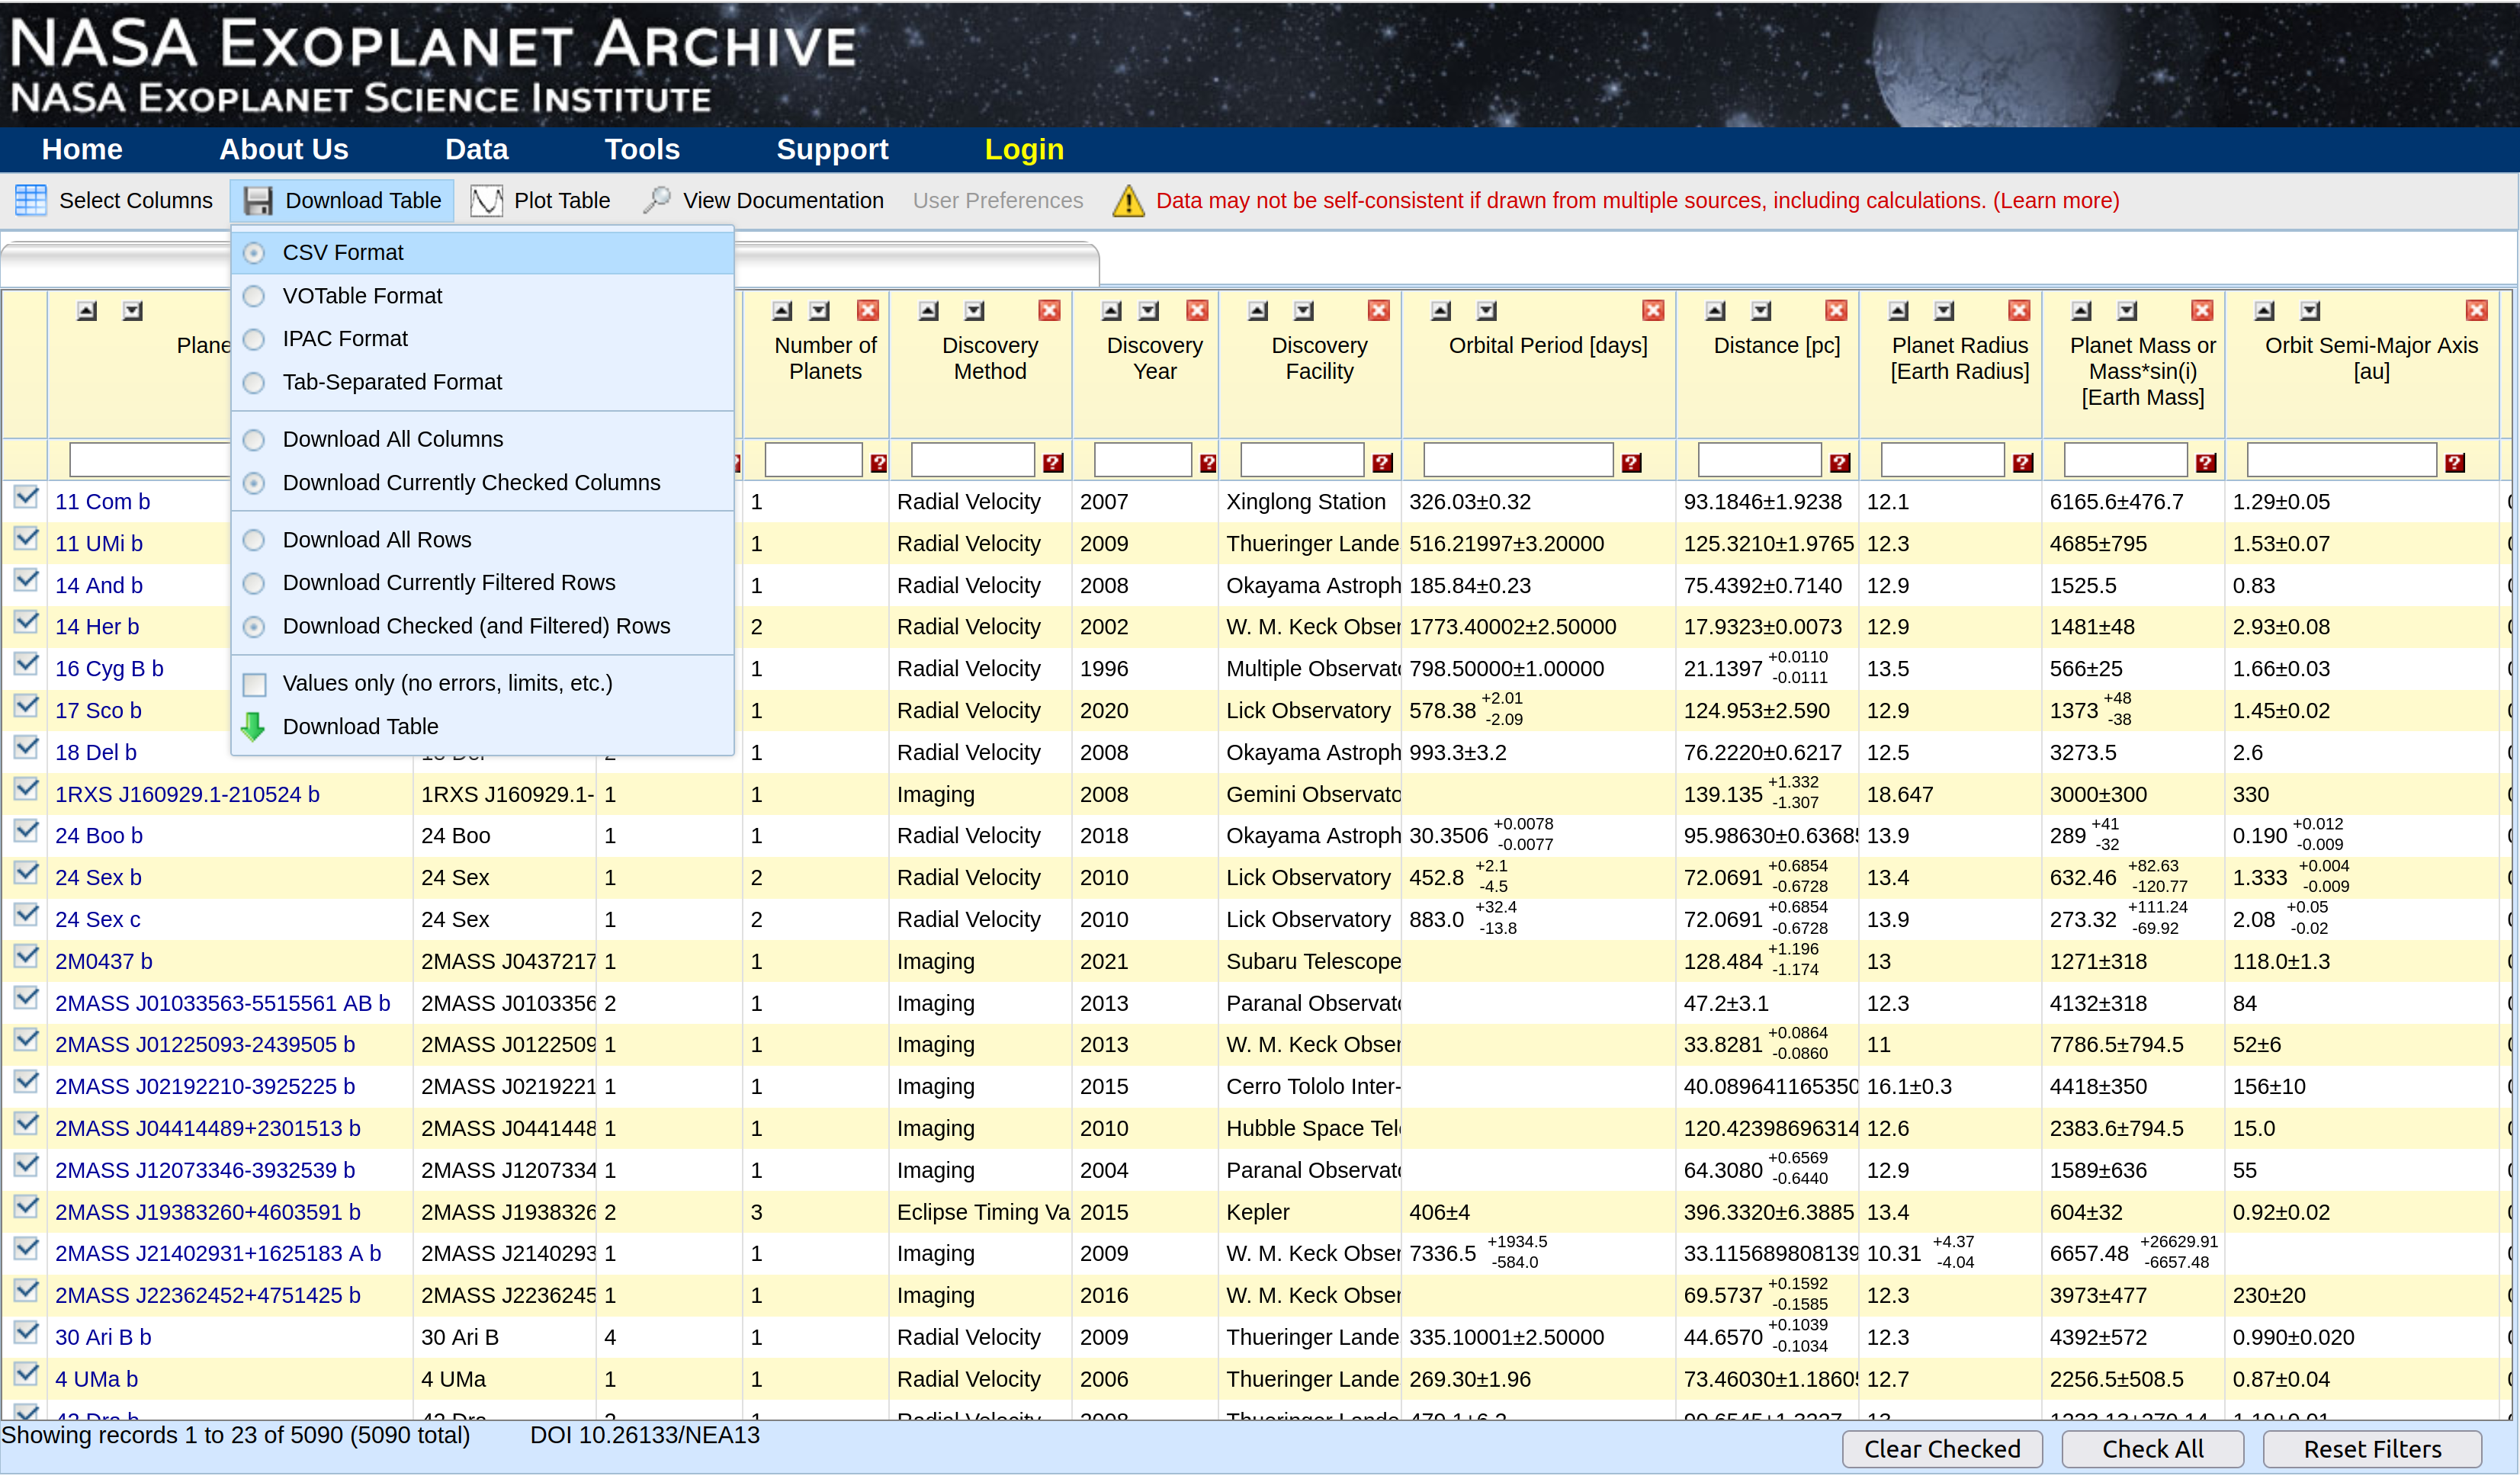 NASA EXOPLANET ARCHIVE
NASA EXOPLANET SCIENCE INSTITUTE
Home About Us Data Tools Support Login
Select Columns Download Table Plot Table View Documentation User Preferences Data may not be self-consistent if drawn from multiple sources, including calculations. (Learn more)
CSV Format
VOTable Format
IPAC Format
Tab-Separated Format
Download All Columns
Download Currently Checked Columns
Download All Rows
Download Currently Filtered Rows
Download Checked (and Filtered) Rows
Values only (no errors, limits, etc.)
Download Table
Plane Number of Planets Discovery Method Discovery Year Discovery Facility Orbital Period [days] Distance [pc] Planet Radius [Earth Radius] Planet Mass or Mass*sin(i) [Earth Mass] Orbit Semi-Major Axis [au]
11 Com b 1 Radial Velocity 2007 Xinglong Station 326.03±0.32 93.1846±1.9238 12.1 6165.6±476.7 1.29±0.05
11 UMi b 1 Radial Velocity 2009 Thueringer Lande 516.21997±3.20000 125.3210±1.9765 12.3 4685±795 1.53±0.07
14 And b 1 Radial Velocity 2008 Okayama Astroph 185.84±0.23 75.4392±0.7140 12.9 1525.5 0.83
14 Her b 2 Radial Velocity 2002 W. M. Keck Obser 1773.40002±2.50000 17.9323±0.0073 12.9 1481±48 2.93±0.08
16 Cyg B b 1 Radial Velocity 1996 Multiple Observat 798.50000±1.00000 21.1397 +0.0110 -0.0111 13.5 566±25 1.66±0.03
17 Sco b 1 Radial Velocity 2020 Lick Observatory 578.38 +2.01 -2.09 124.953±2.590 12.9 1373 +48 -38 1.45±0.02
18 Del b 1 Radial Velocity 2008 Okayama Astroph 993.3±3.2 76.2220±0.6217 12.5 3273.5 2.6
1RXS J160929.1-210524 b 1RXS J160929.1- 1 1 Imaging 2008 Gemini Observato 139.135 +1.332 -1.307 18.647 3000±300 330
24 Boo b 24 Boo 1 1 Radial Velocity 2018 Okayama Astroph 30.3506 +0.0078 -0.0077 95.98630±0.6368 13.9 289 +41 -32 0.190 +0.012 -0.009
24 Sex b 24 Sex 1 2 Radial Velocity 2010 Lick Observatory 452.8 +2.1 -4.5 72.0691 +0.6854 -0.6728 13.4 632.46 +82.63 -120.77 1.333 +0.004 -0.009
24 Sex c 24 Sex 1 2 Radial Velocity 2010 Lick Observatory 883.0 +32.4 -13.8 72.0691 +0.6854 -0.6728 13.9 273.32 +111.24 -69.92 2.08 +0.05 -0.02
2M0437 b 2MASS J0437217 1 1 Imaging 2021 Subaru Telescope 128.484 +1.196 -1.174 13 1271±318 118.0±1.3
2MASS J01033563-5515561 AB b 2MASS J0103356 2 1 Imaging 2013 Paranal Observat 47.2±3.1 12.3 4132±318 84
2MASS J01225093-2439505 b 2MASS J0122509 1 1 Imaging 2013 W. M. Keck Obser 33.8281 +0.0864 -0.0860 11 7786.5±794.5 52±6
2MASS J02192210-3925225 b 2MASS J0219221 1 1 Imaging 2015 Cerro Tololo Inter- 40.089641165350 16.1±0.3 4418±350 156±10
2MASS J04414489+2301513 b 2MASS J0441448 1 1 Imaging 2010 Hubble Space Tel 120.42398696314 12.6 2383.6±794.5 15.0
2MASS J12073346-3932539 b 2MASS J1207334 1 1 Imaging 2004 Paranal Observat 64.3080 +0.6569 -0.6440 12.9 1589±636 55
2MASS J19383260+4603591 b 2MASS J1938326 2 3 Eclipse Timing Va 2015 Kepler 406±4 396.3320±6.3885 13.4 604±32 0.92±0.02
2MASS J21402931+1625183 A b 2MASS J2140293 1 1 Imaging 2009 W. M. Keck Obser 7336.5 +1934.5 -584.0 33.115689808139 10.31 +4.37 -4.04 6657.48 +26629.91 -6657.48
2MASS J22362452+4751425 b 2MASS J2236245 1 1 Imaging 2016 W. M. Keck Obser 69.5737 +0.1592 -0.1585 12.3 3973±477 230±20
30 Ari B b 30 Ari B 4 1 Radial Velocity 2009 Thueringer Lande 335.10001±2.50000 44.6570 +0.1039 -0.1034 12.3 4392±572 0.990±0.020
4 UMa b 4 UMa 1 1 Radial Velocity 2006 Thueringer Lande 269.30±1.96 73.46030±1.1860 12.7 2256.5±508.5 0.87±0.04
Showing records 1 to 23 of 5090 (5090 total) DOI 10.26133/NEA13 Clear Checked Check All Reset Filters